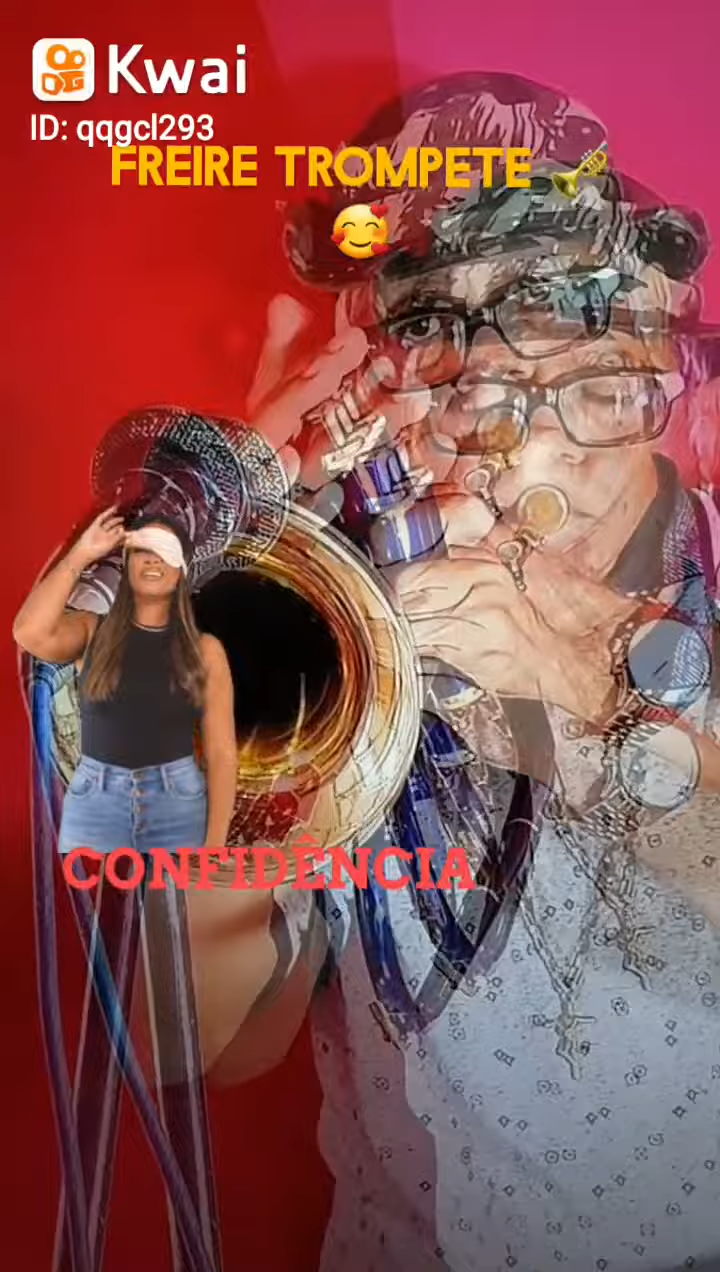 Kwai
ID: qqgcl293
FREIRE TROMPETE 🎺
🥰
CONFIDÊNCIA